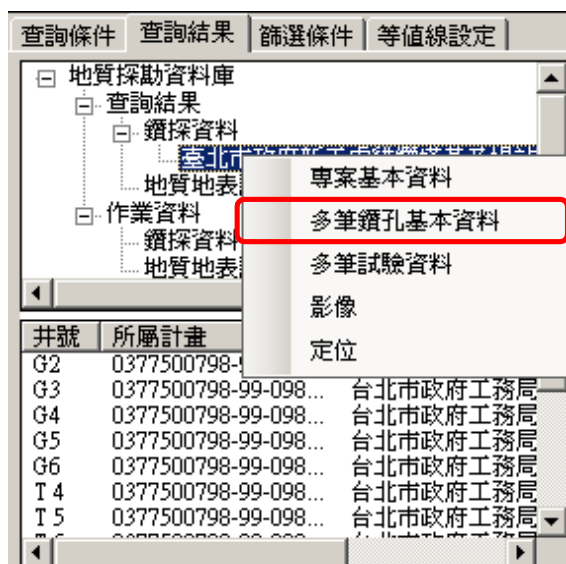 查詢條件 查詢結果 篩選條件 等值線設定
地質探勘資料庫
查詢結果
鑽探資料
臺北市政府
地質地表
作業資料
鑽探資料
地質地表
專案基本資料
多筆鑽孔基本資料
多筆試驗資料
影像
定位
井號 所屬計畫
G2 0377500798-
G3 0377500798-99-098... 台北市政府工務局
G4 0377500798-99-098... 台北市政府工務局
G5 0377500798-99-098... 台北市政府工務局
G6 0377500798-99-098... 台北市政府工務局
T 4 0377500798-99-098... 台北市政府工務局
T 5 0377500798-99-098... 台北市政府工務局